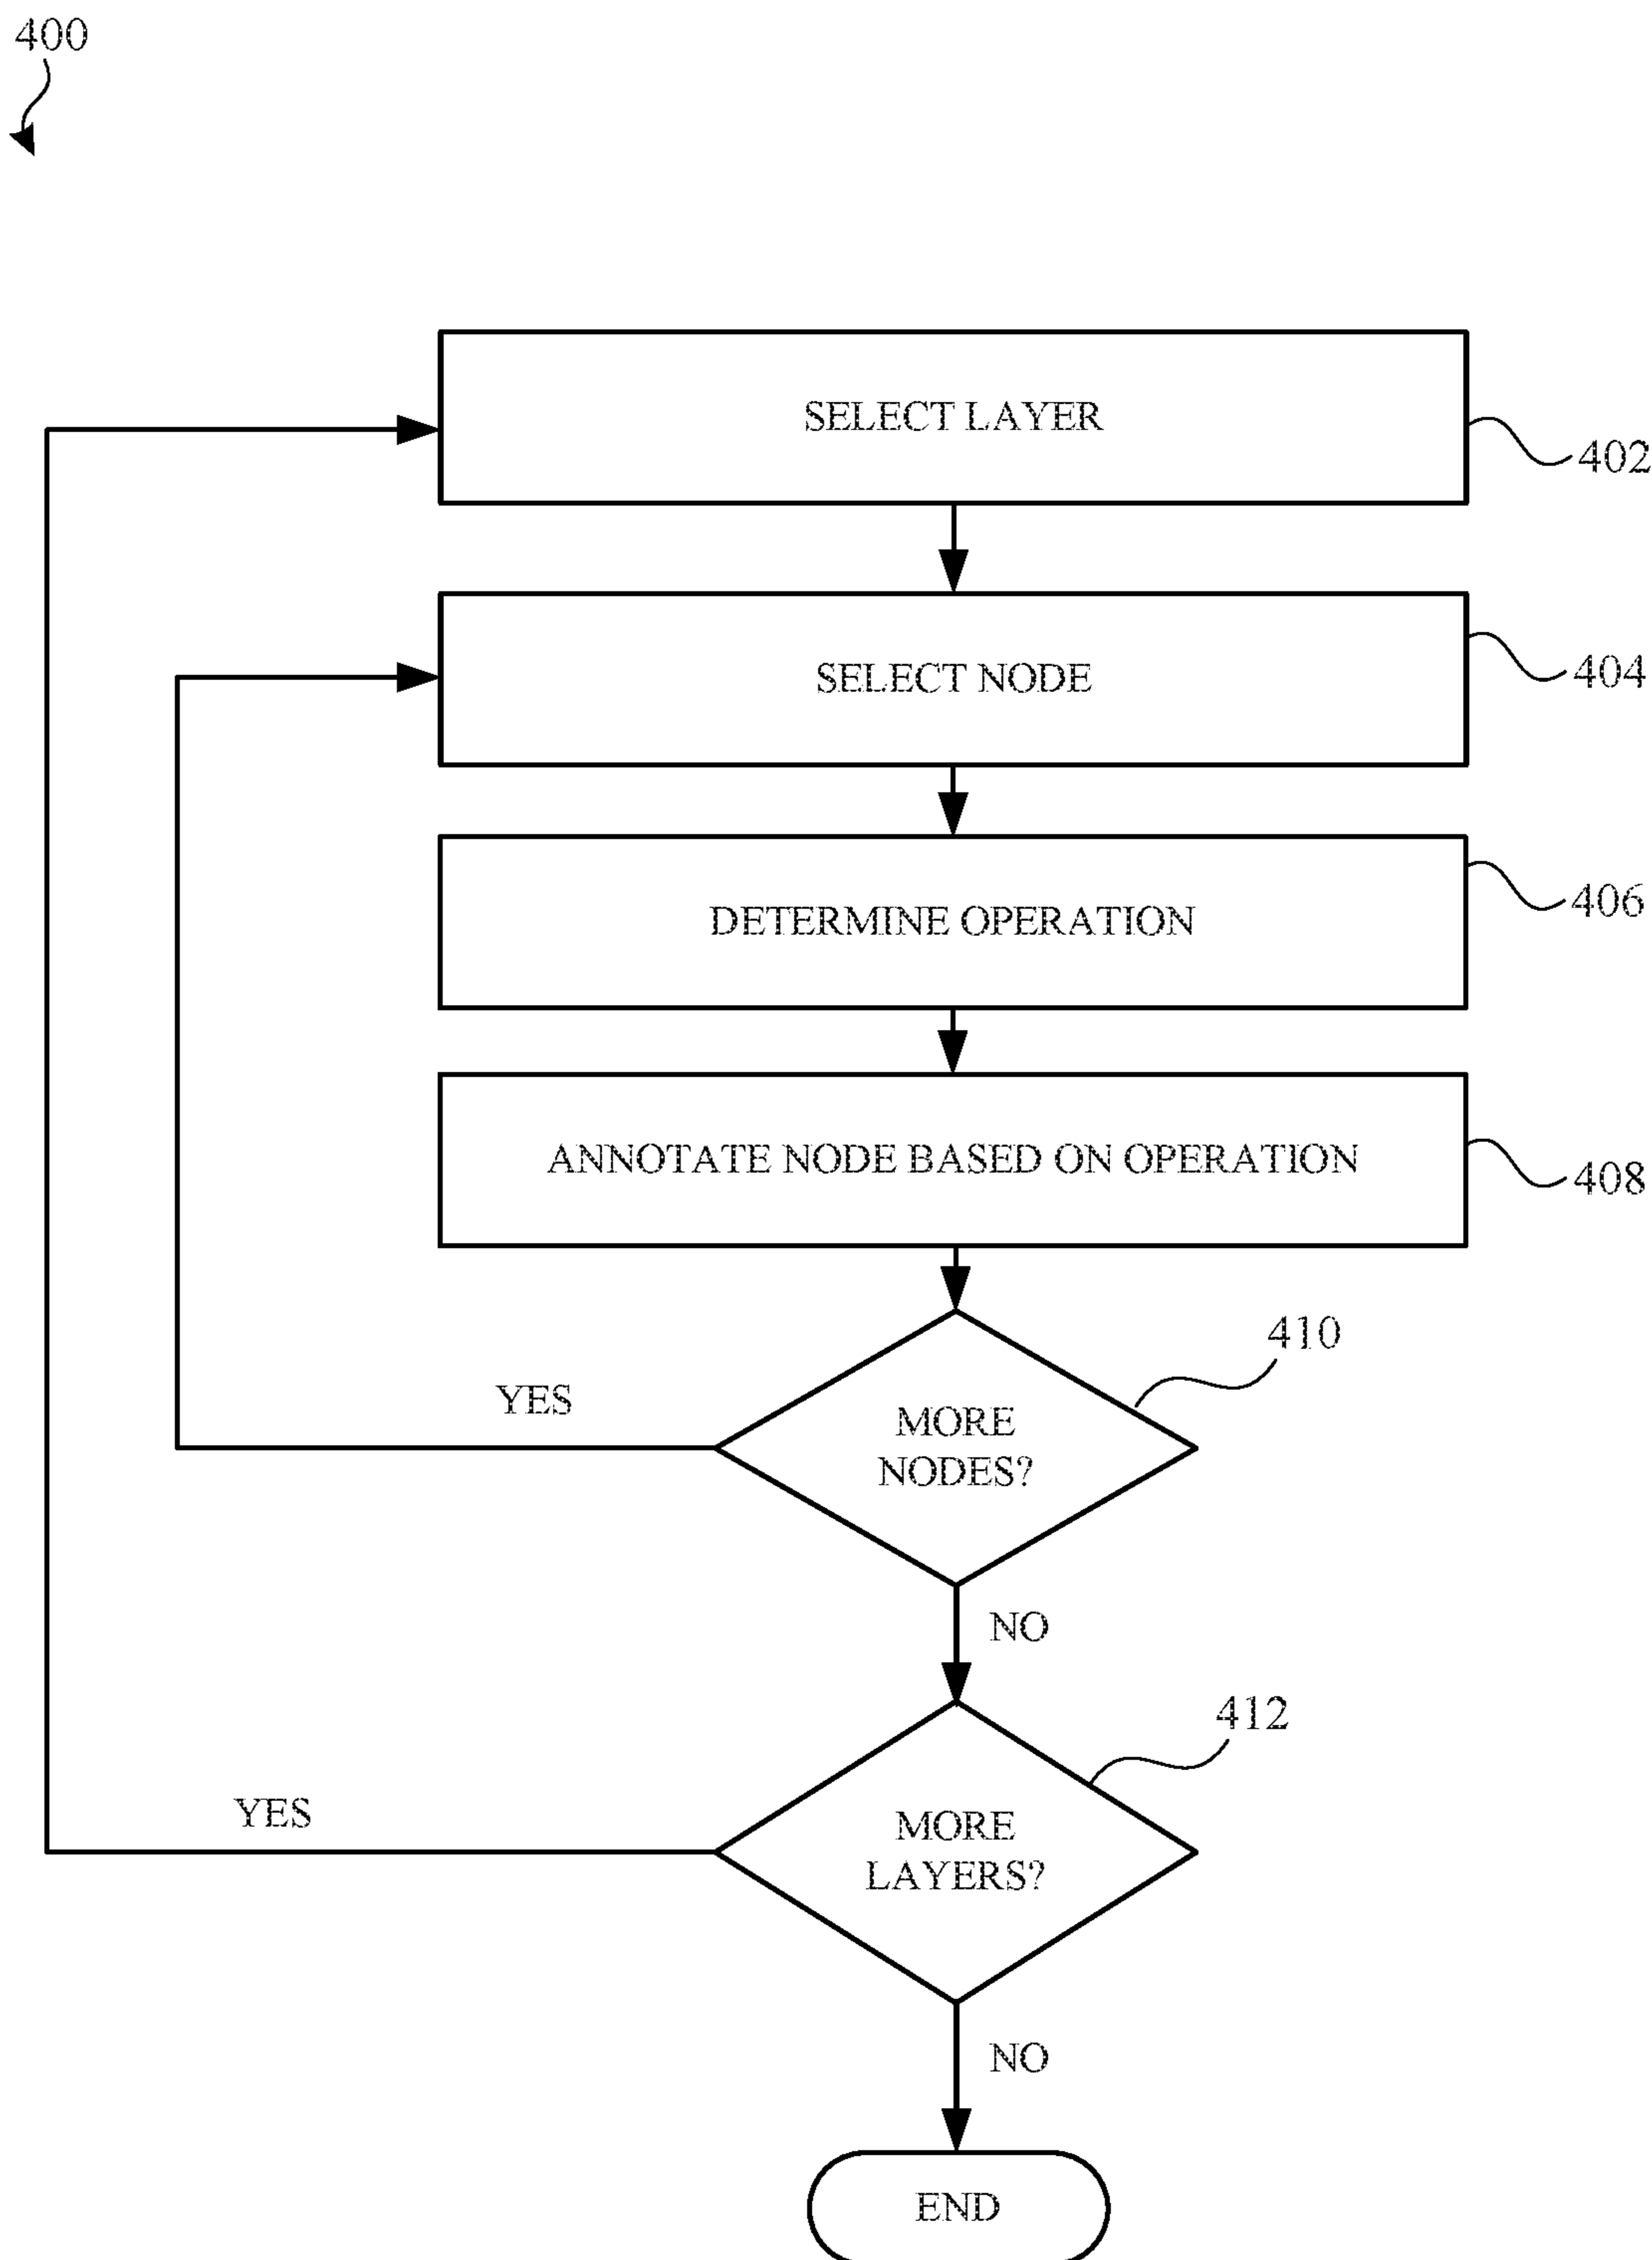 400
SELECT LAYER
402
SELECT NODE
404
DETERMINE OPERATION
406
ANNOTATE NODE BASED ON OPERATION
408
410
YES
MORE
NODES?
NO
412
YES
MORE
LAYERS?
NO
END